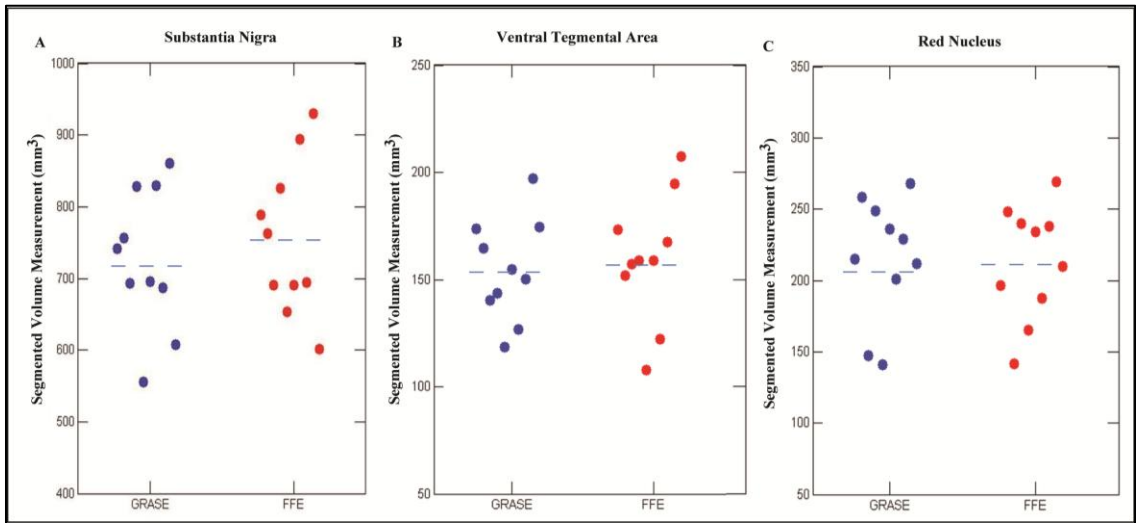 A
Substantia Nigra
Segmented Volume Measurement (mm3)
1000
900
800
700
600
500
400
GRASE
FFE
B
Ventral Tegmental Area
Segmented Volume Measurement (mm3)
250
200
150
100
50
GRASE
FFE
C
Red Nucleus
Segmented Volume Measurement (mm3)
350
300
250
200
150
100
50
GRASE
FFE